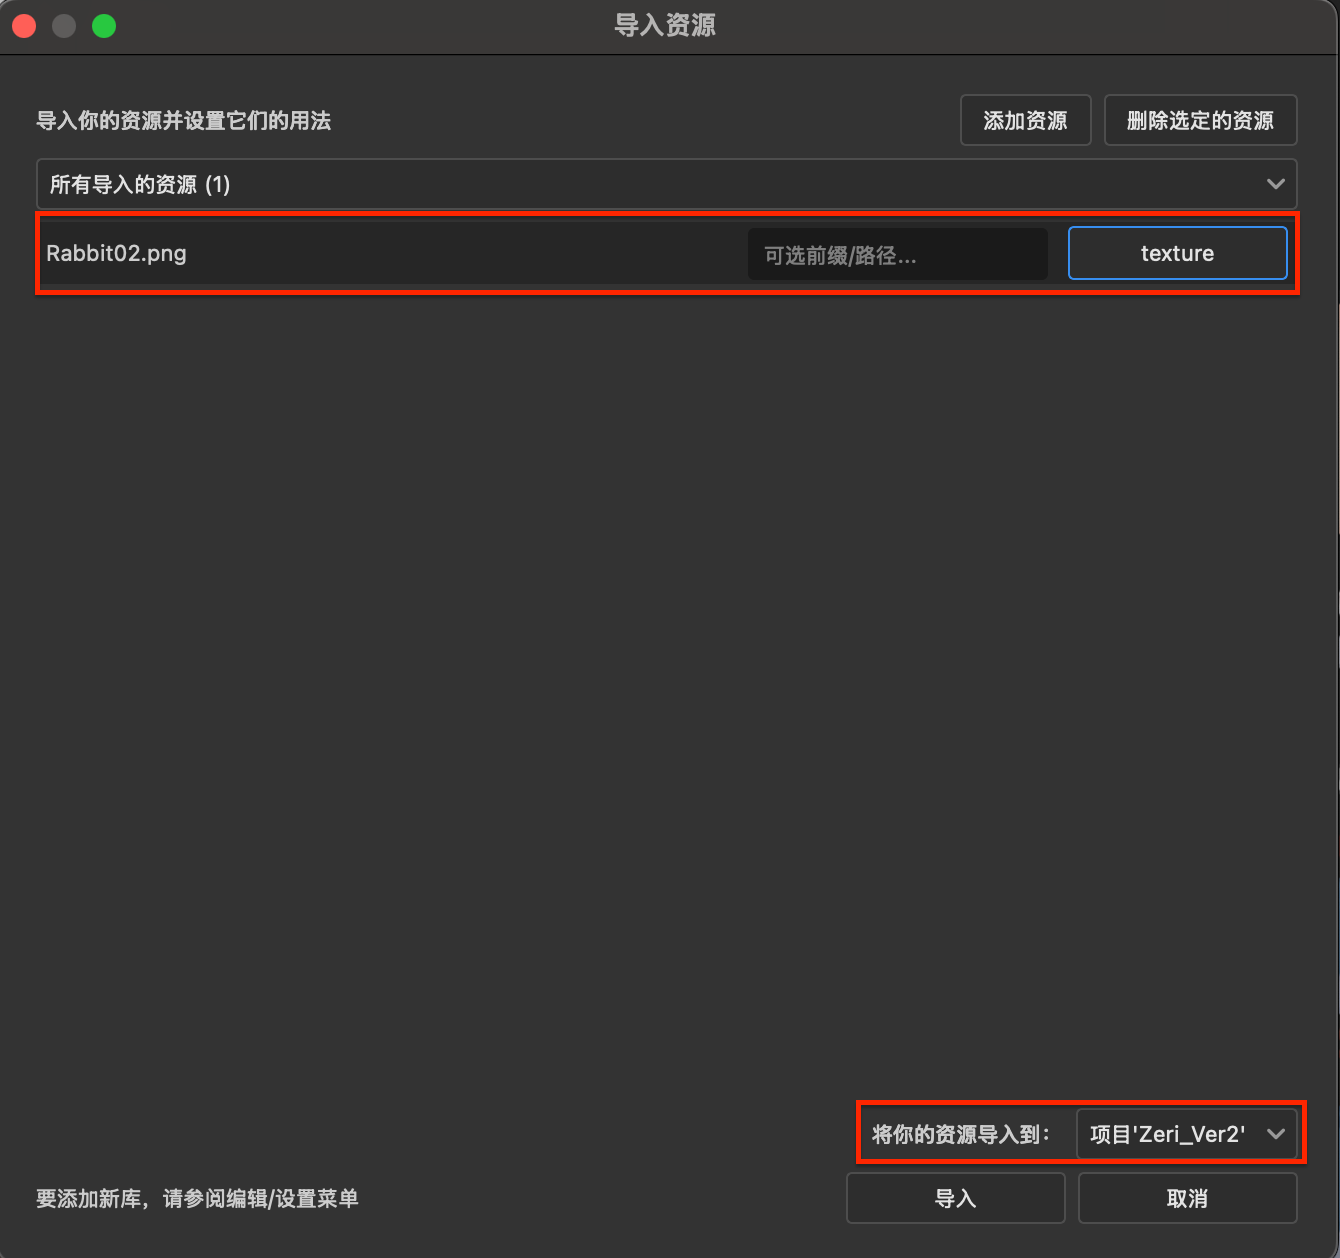 导入资源
导入你的资源并设置它们的用法
添加资源
删除选定的资源
所有导入的资源 (1)
Rabbit02.png
可选前缀/路径...
texture
将你的资源导入到：
项目'Zeri_Ver2'
要添加新库，请参阅编辑/设置菜单
导入
取消